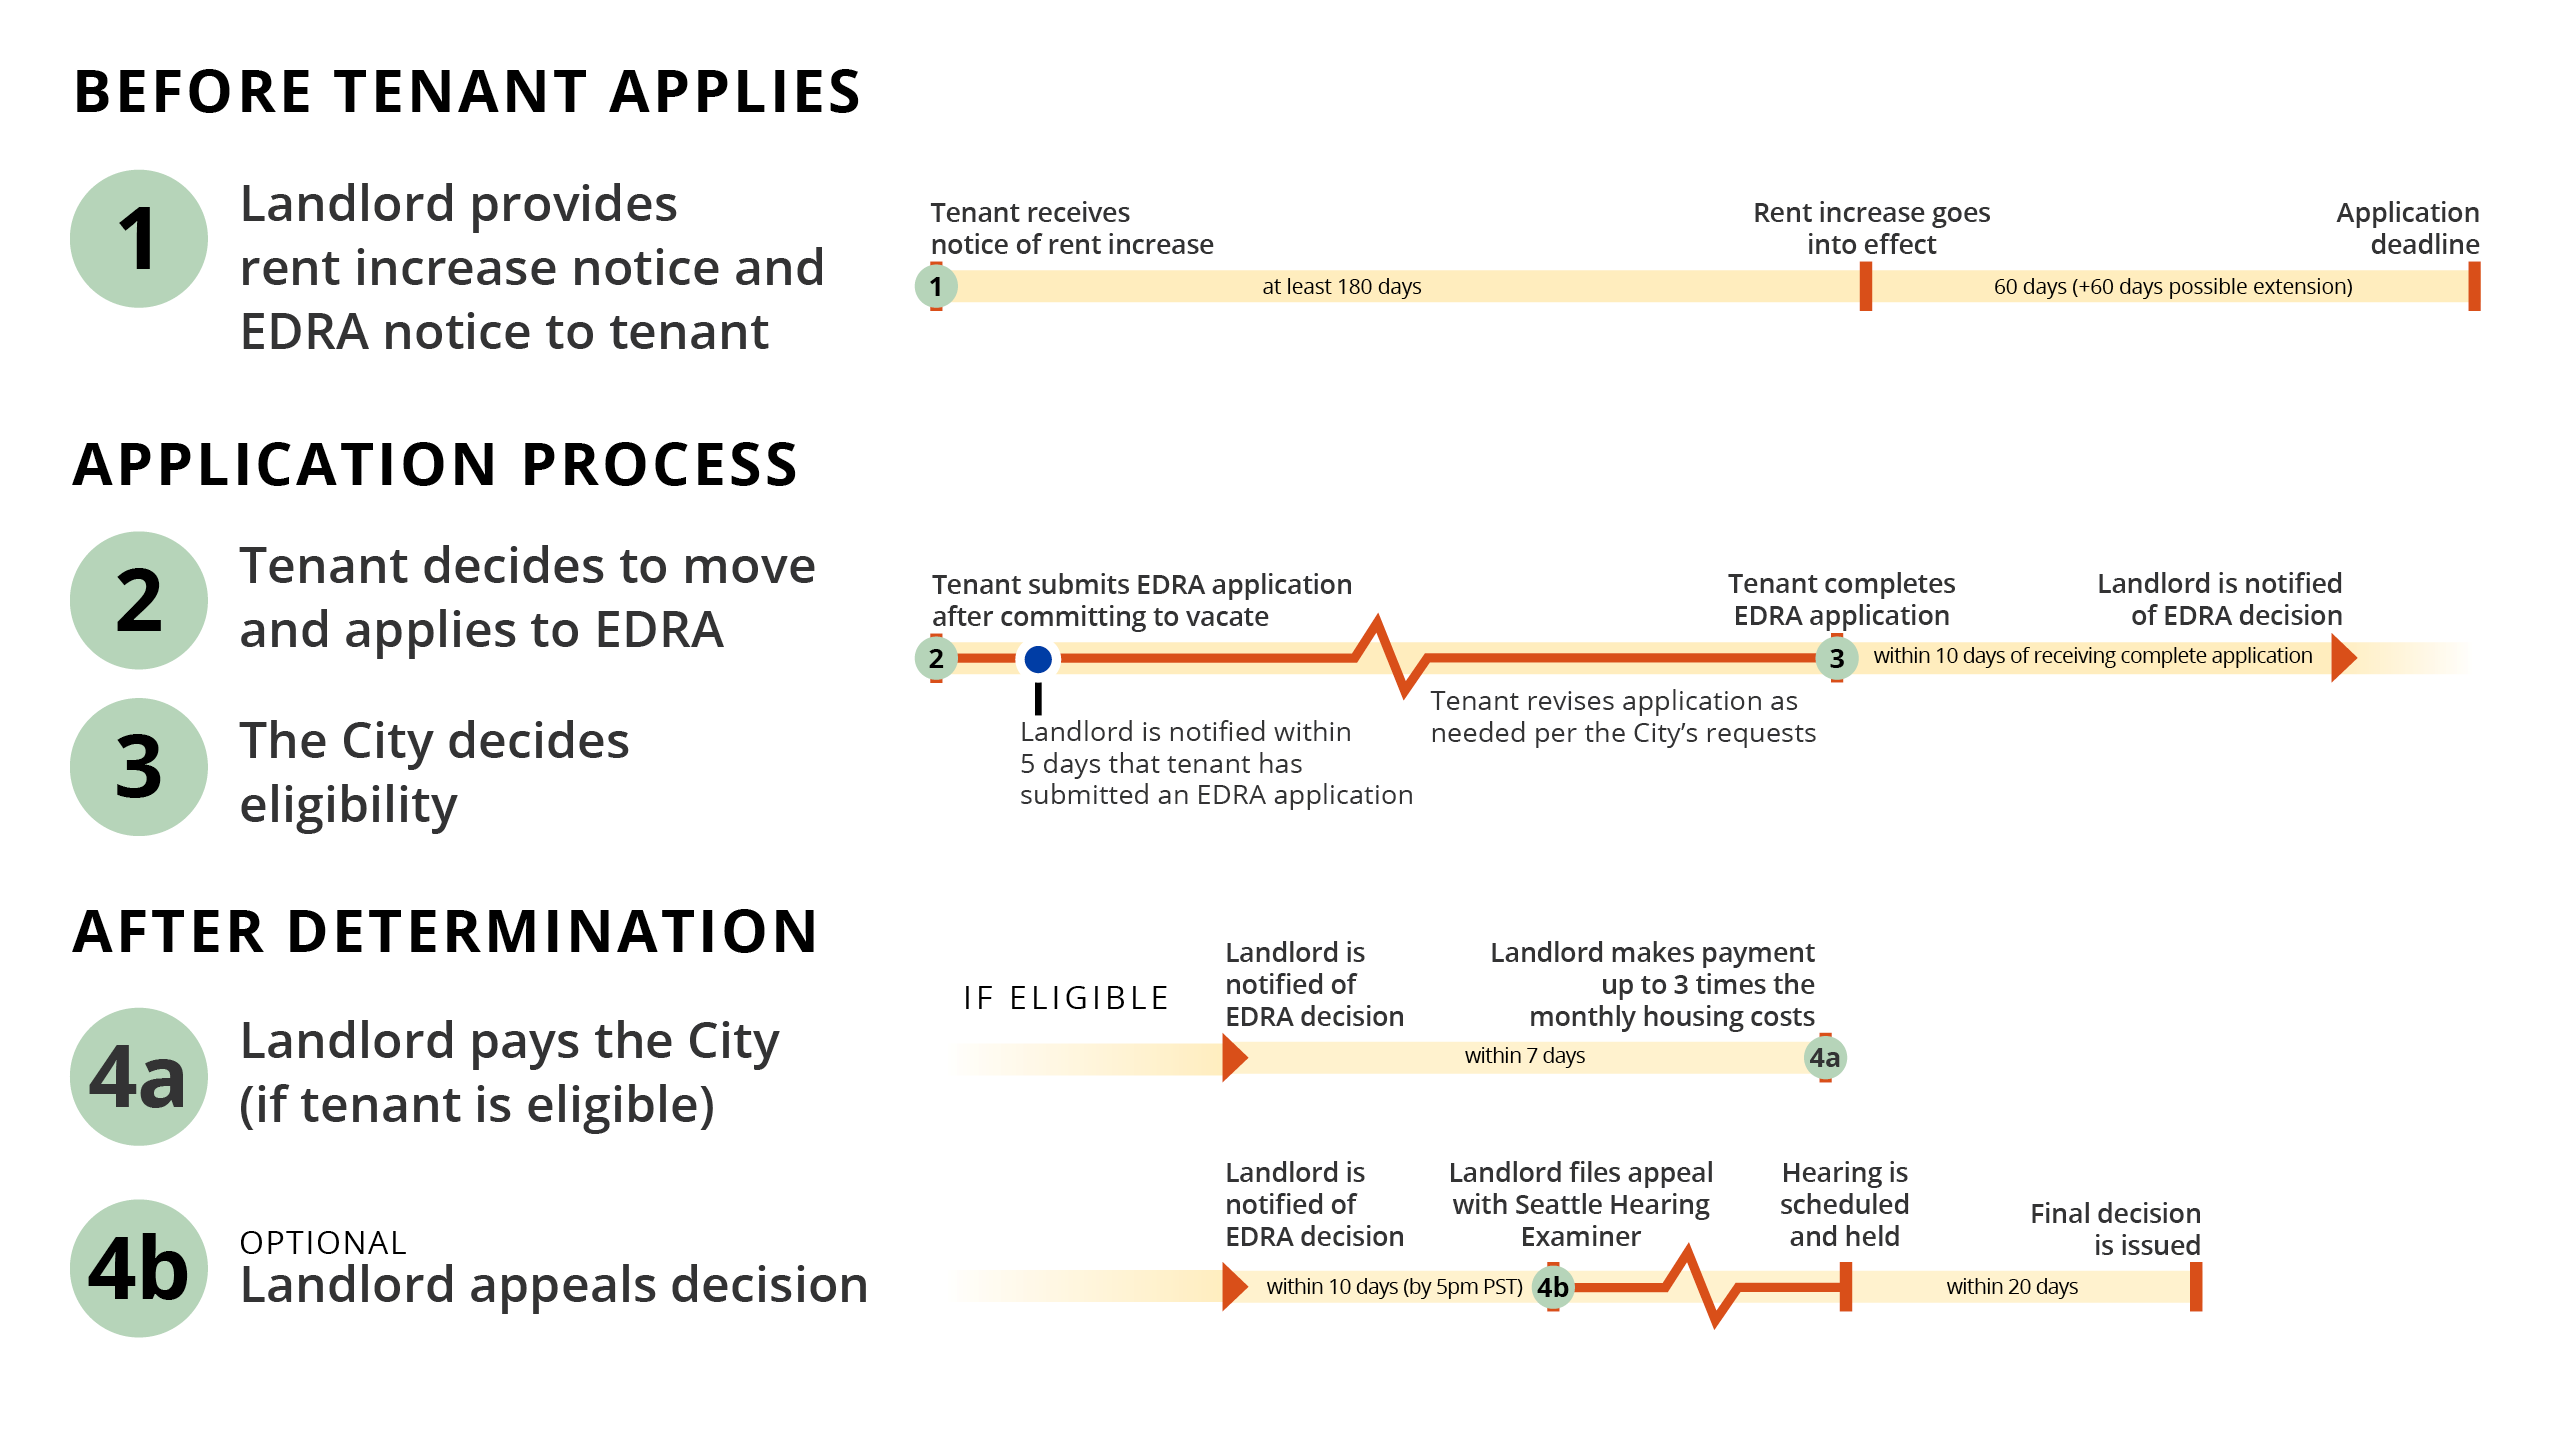 BEFORE TENANT APPLIES
1
Landlord provides
rent increase notice and
EDRA notice to tenant
Tenant receives
notice of rent increase
Rent increase goes
into effect
Application
deadline
1
at least 180 days
60 days (+60 days possible extension)
APPLICATION PROCESS
2
Tenant decides to move
and applies to EDRA
3
The City decides
eligibility
Tenant submits EDRA application
after committing to vacate
Tenant completes
EDRA application
Landlord is notified
of EDRA decision
2
3
within 10 days of receiving complete application
Landlord is notified within
5 days that tenant has
submitted an EDRA application
Tenant revises application as
needed per the City’s requests
AFTER DETERMINATION
4a
Landlord pays the City
(if tenant is eligible)
IF ELIGIBLE
Landlord is
notified of
EDRA decision
Landlord makes payment
up to 3 times the
monthly housing costs
within 7 days
4a
4b
OPTIONAL
Landlord appeals decision
Landlord is
notified of
EDRA decision
Landlord files appeal
with Seattle Hearing
Examiner
Hearing is
scheduled
and held
Final decision
is issued
within 10 days (by 5pm PST)
4b
within 20 days